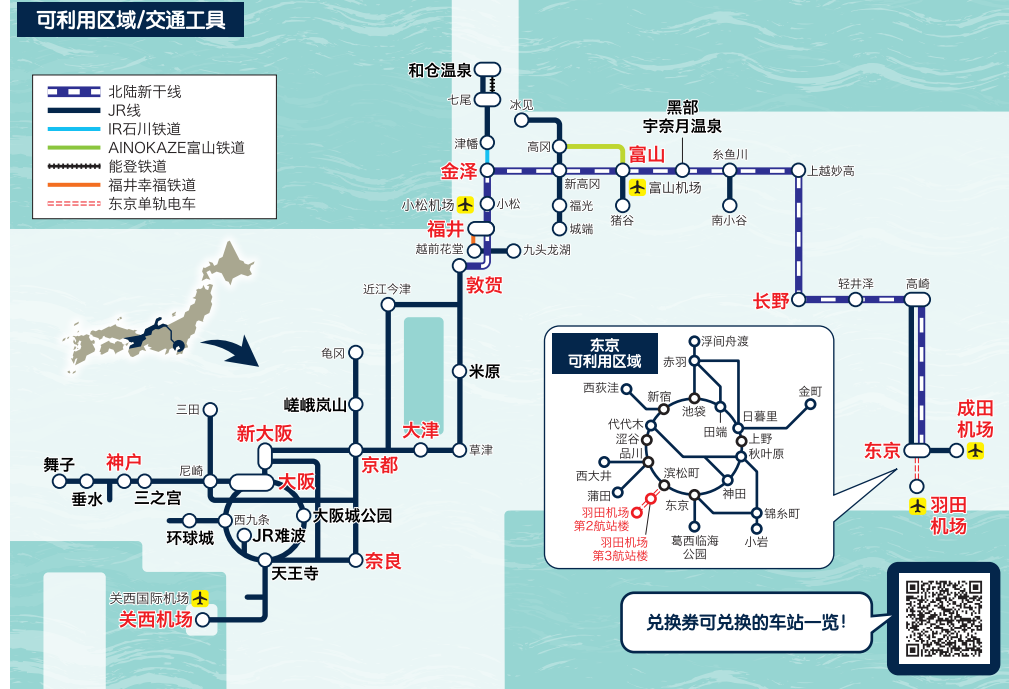 可利用区域/交通工具
北陆新干线
JR线
IR石川铁道
AINOKAZE富山铁道
能登铁道
福井幸福铁道
东京单轨电车
和仓温泉
七尾
冰见
津幡
高冈
黑部
宇奈月温泉
金泽
富山
糸鱼川
上越妙高
新高冈
富山机场
小松机场
小松
福光
猪谷
南小谷
福井
城端
越前花堂
九头龙湖
敦贺
近江今津
长野
轻井泽
高崎
龟冈
米原
嵯峨岚山
三田
新大阪
大津
京都
草津
舞子
神户
尼崎
大阪
垂水
三之宫
西九条
大阪城公园
环球城
JR难波
奈良
天王寺
关西国际机场
关西机场
东京
可利用区域
浮间舟渡
赤羽
西荻洼
新宿
池袋
金町
日暮里
田端
代代木
涩谷
品川
上野
秋叶原
西大井
滨松町
神田
蒲田
东京
锦糸町
羽田机场
第2航站楼
羽田机场
第3航站楼
葛西临海
公园
小岩
东京
成田
机场
羽田
机场
兑换券可兑换的车站一览!